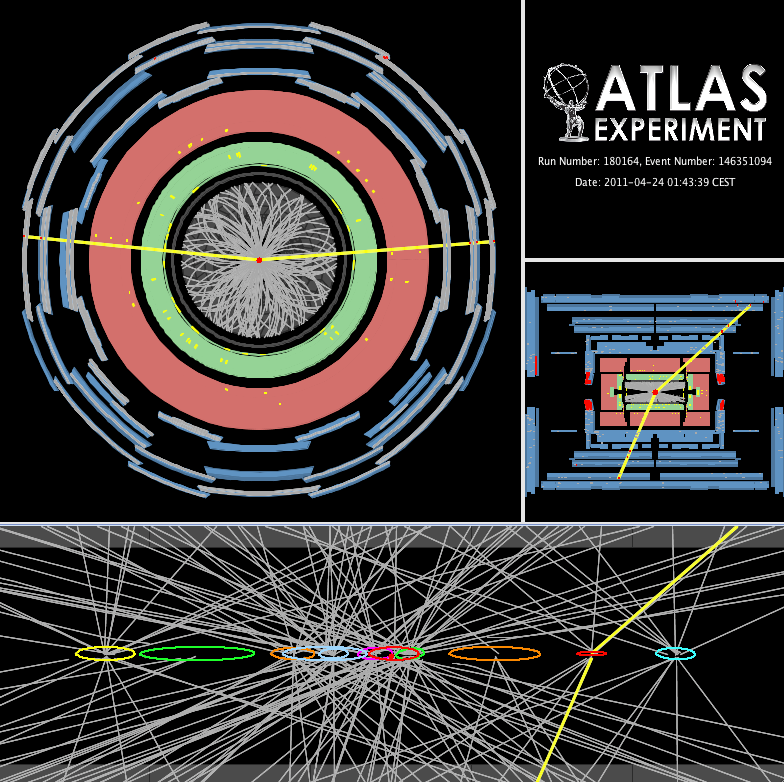 ATLAS
EXPERIMENT
Run Number: 180164, Event Number: 146351094
Date: 2011-04-24 01:43:39 CEST